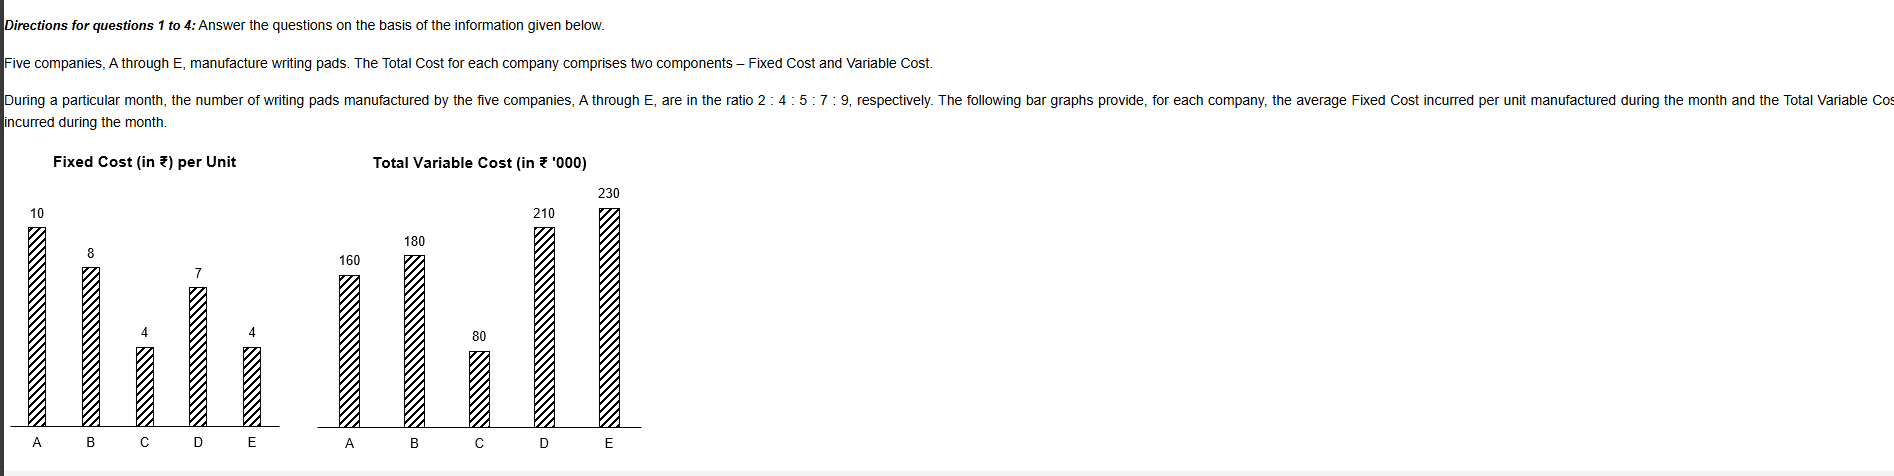 Directions for questions 1 to 4: Answer the questions on the basis of the information given below.
Five companies, A through E, manufacture writing pads. The Total Cost for each company comprises two components – Fixed Cost and Variable Cost.
During a particular month, the number of writing pads manufactured by the five companies, A through E, are in the ratio 2 : 4 : 5 : 7 : 9, respectively. The following bar graphs provide, for each company, the average Fixed Cost incurred per unit manufactured during the month and the Total Variable Cos
incurred during the month.
Fixed Cost (in ₹) per Unit
10
8
4
7
4
A B C D E
Total Variable Cost (in ₹ '000)
160
180
80
210
230
A B C D E